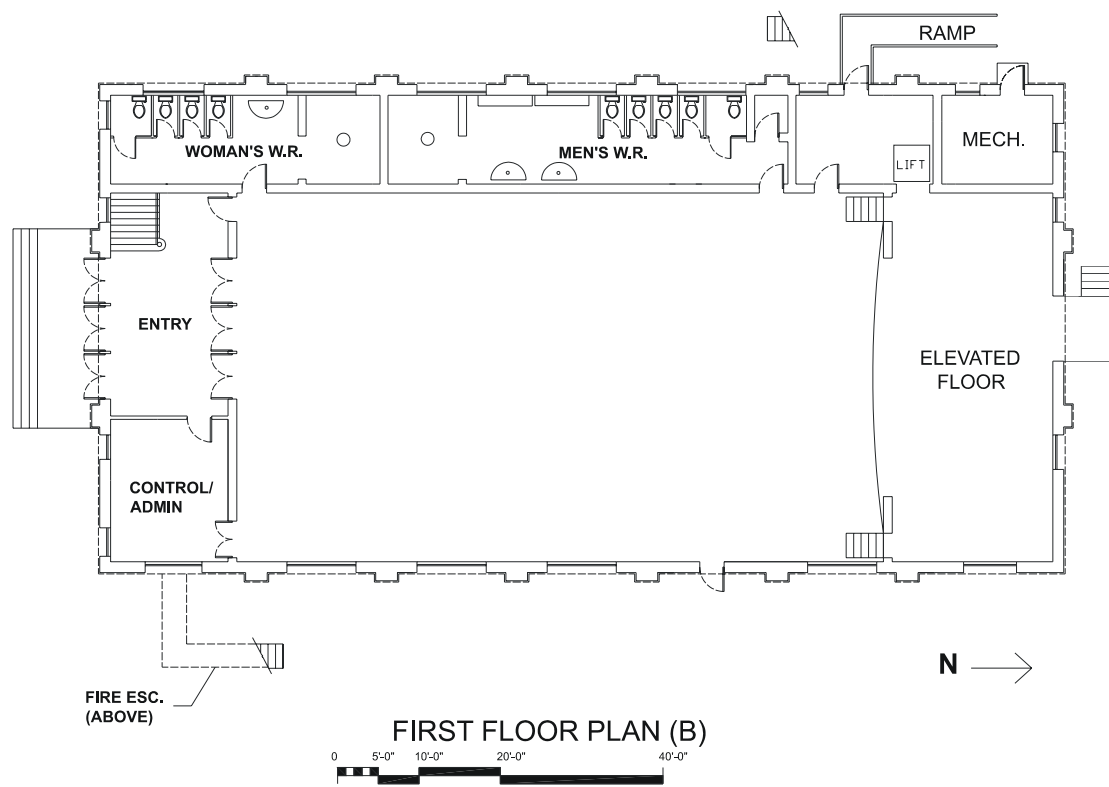 RAMP
WOMAN'S W.R.
MEN'S W.R.
LIFT
MECH.
ENTRY
ELEVATED
FLOOR
CONTROL/
ADMIN
N
FIRE ESC.
(ABOVE)
FIRST FLOOR PLAN (B)
0 5'-0" 10'-0" 20'-0" 40'-0"